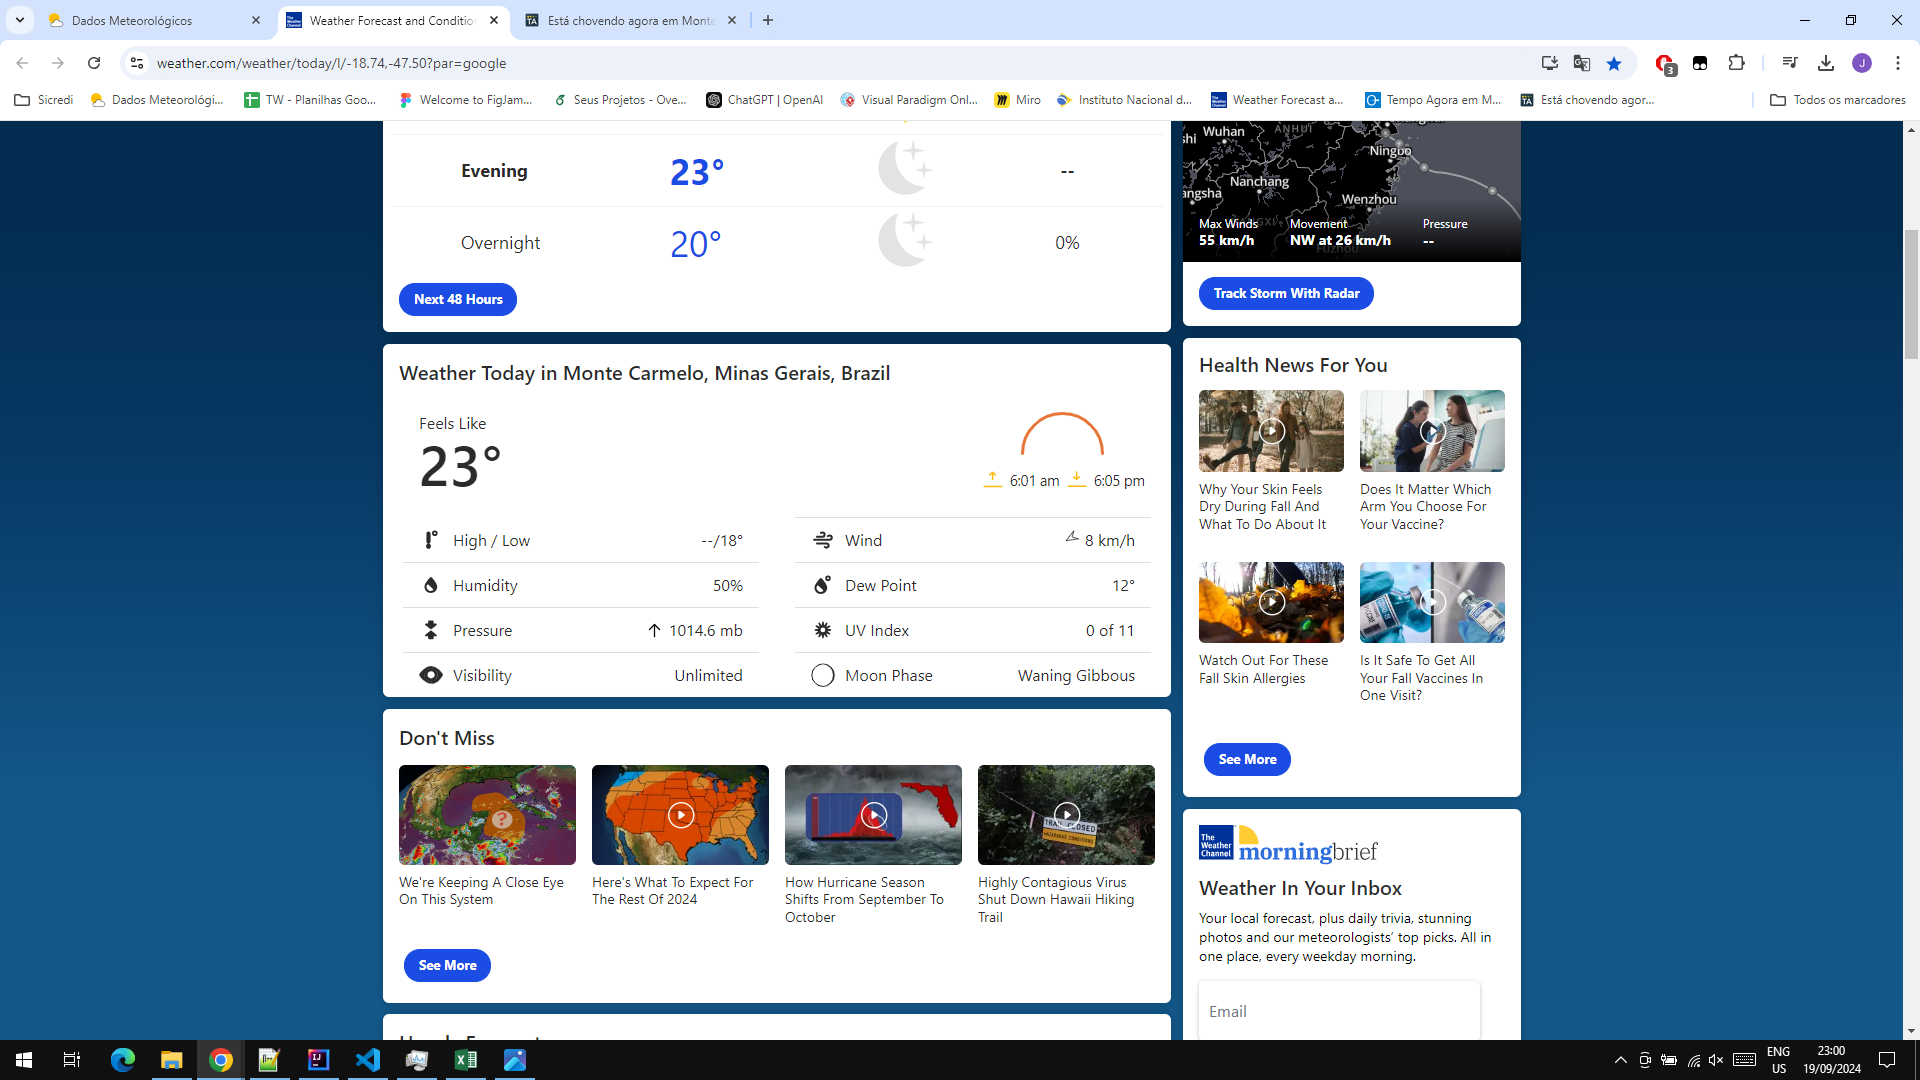 Dados Meteorológicos
Weather Forecast and Condition
Está chovendo agora em Monte
weather.com/weather/today/l/-18.74,-47.50?par=google
3
J
Sicredi
Dados Meteorológi...
TW - Planilhas Goo...
Welcome to FigJam...
Seus Projetos - Ove...
ChatGPT | OpenAI
Visual Paradigm Onl...
Miro
Instituto Nacional d...
Weather Forecast a...
Tempo Agora em M...
Está chovendo agor...
Todos os marcadores
Evening
23°
--
Overnight
20°
0%
Next 48 Hours
Wuhan
ANHUI
Ningbo
Nanchang
angsha
Wenzhou
Max Winds
55 km/h
Movement
NW at 26 km/h
Pressure
--
Track Storm With Radar
Weather Today in Monte Carmelo, Minas Gerais, Brazil
Feels Like
23°
6:01 am
6:05 pm
High / Low
--/18°
Wind
8 km/h
Humidity
50%
Dew Point
12°
Pressure
1014.6 mb
UV Index
0 of 11
Visibility
Unlimited
Moon Phase
Waning Gibbous
Health News For You
Why Your Skin Feels
Dry During Fall And
What To Do About It
Does It Matter Which
Arm You Choose For
Your Vaccine?
Watch Out For These
Fall Skin Allergies
Is It Safe To Get All
Your Fall Vaccines In
One Visit?
See More
Don't Miss
?
TRAIL CLOSED
HAZARDOUS CONDITIONS
We're Keeping A Close Eye
On This System
Here's What To Expect For
The Rest Of 2024
How Hurricane Season
Shifts From September To
October
Highly Contagious Virus
Shut Down Hawaii Hiking
Trail
See More
The
Weather
Channel
morningbrief
Weather In Your Inbox
Your local forecast, plus daily trivia, stunning
photos and our meteorologists' top picks. All in
one place, every weekday morning.
Email
ENG
US
23:00
19/09/2024